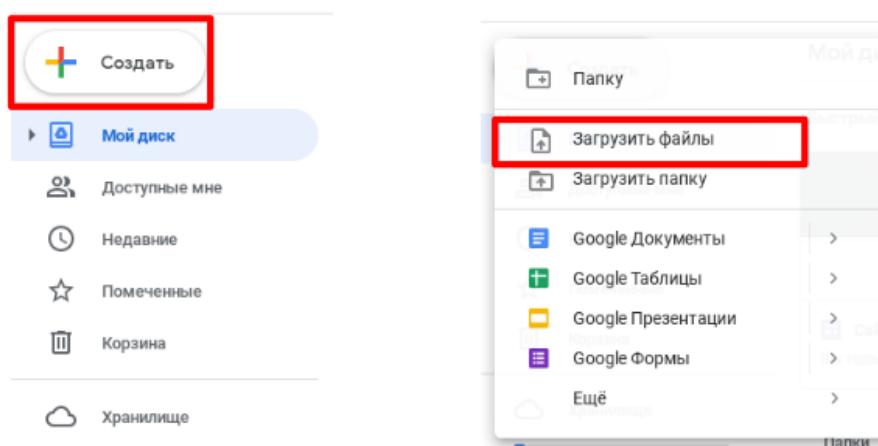 Создать
Мой диск
Доступные мне
Недавние
Помеченные
Корзина
Хранилище
Папку
Загрузить файлы
Загрузить папку
Google Документы
Google Таблицы
Google Презентации
Google Формы
Ещё
Папки